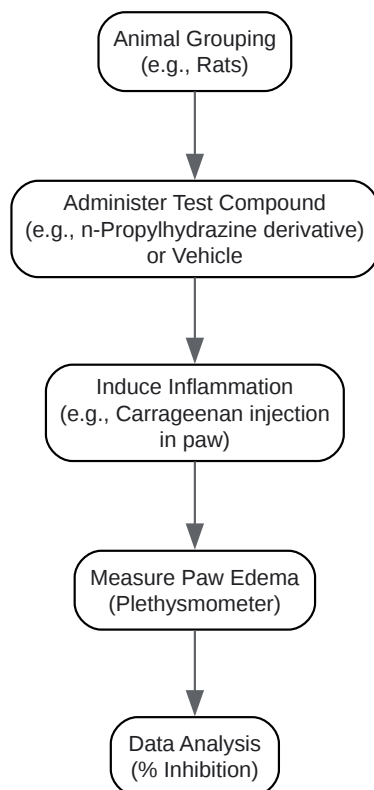 Animal Grouping
(e.g., Rats)
Administer Test Compound
(e.g., n-Propylhydrazine derivative)
or Vehicle
Induce Inflammation
(e.g., Carrageenan injection
in paw)
Measure Paw Edema
(Plethysmometer)
Data Analysis
(% Inhibition)